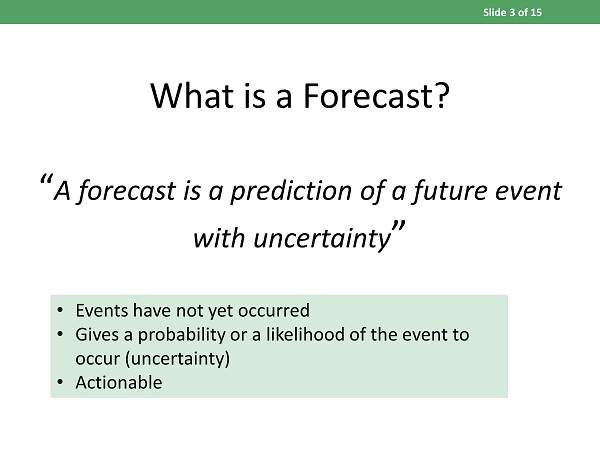 Slide 3 of 15
What is a Forecast?
“A forecast is a prediction of a future event
with uncertainty”
• Events have not yet occurred
• Gives a probability or a likelihood of the event to
occur (uncertainty)
• Actionable